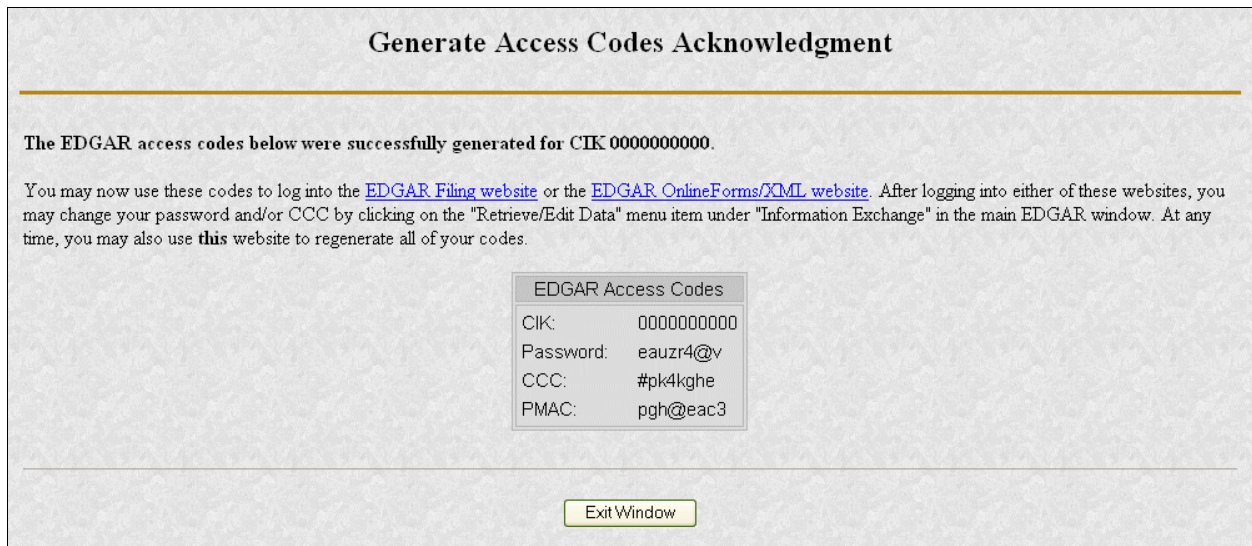 Generate Access Codes Acknowledgment
The EDGAR access codes below were successfully generated for CIK 0000000000.
You may now use these codes to log into the EDGAR Filing website or the EDGAR OnlineForms/XML website. After logging into either of these websites, you
may change your password and/or CCC by clicking on the "Retrieve/Edit Data" menu item under "Information Exchange" in the main EDGAR window. At any
time, you may also use this website to regenerate all of your codes.
EDGAR Access Codes
CIK: 0000000000
Password: eauzr4@v
CCC: #pk4kghe
PMAC: pgh@eac3
Exit Window